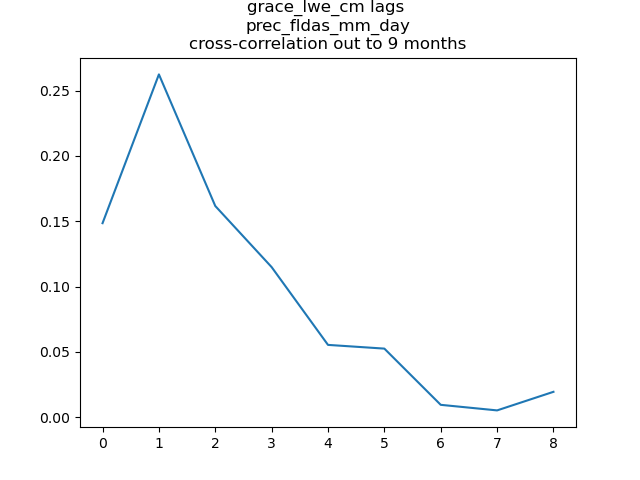 grace_lwe_cm lags
prec_fldas_mm_day
cross-correlation out to 9 months
0.25
0.20
0.15
0.10
0.05
0.00
0 1 2 3 4 5 6 7 8